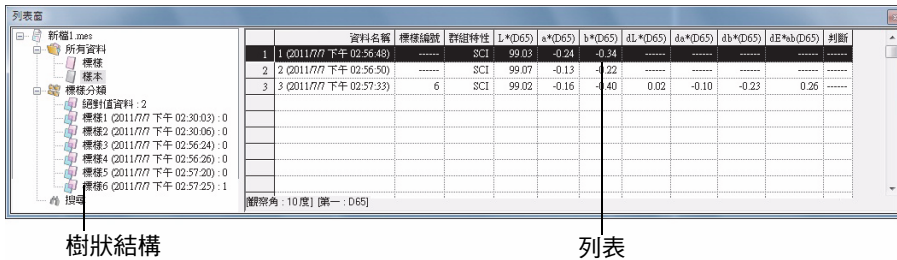 列表窗
新檔1.mes
所有資料
標樣
樣本
標樣分類
絕對值資料 : 2
標樣1 (2011/7/7 下午 02:30:03) : 0
標樣2 (2011/7/7 下午 02:30:06) : 0
標樣3 (2011/7/7 下午 02:56:24) : 0
標樣4 (2011/7/7 下午 02:56:26) : 0
標樣5 (2011/7/7 下午 02:57:20) : 0
標樣6 (2011/7/7 下午 02:57:25) : 1
搜尋
資料名稱 標樣編號 群組特性 L*(D65) a*(D65) b*(D65) dL*(D65) da*(D65) db*(D65) dE*ab(D65) 判斷
1 1 (2011/7/7 下午 02:56:48) ------ SCI 99.03 -0.24 -0.34 ------ ------ ------ ------ ------
2 2 (2011/7/7 下午 02:56:50) ------ SCI 99.07 -0.13 -0.22 ------ ------ ------ ------ ------
3 3 (2011/7/7 下午 02:57:33) 6 SCI 99.02 -0.16 -0.40 0.02 -0.10 -0.23 0.26 ------
[觀察角 : 10 度] [第一 : D65]
樹狀結構
列表